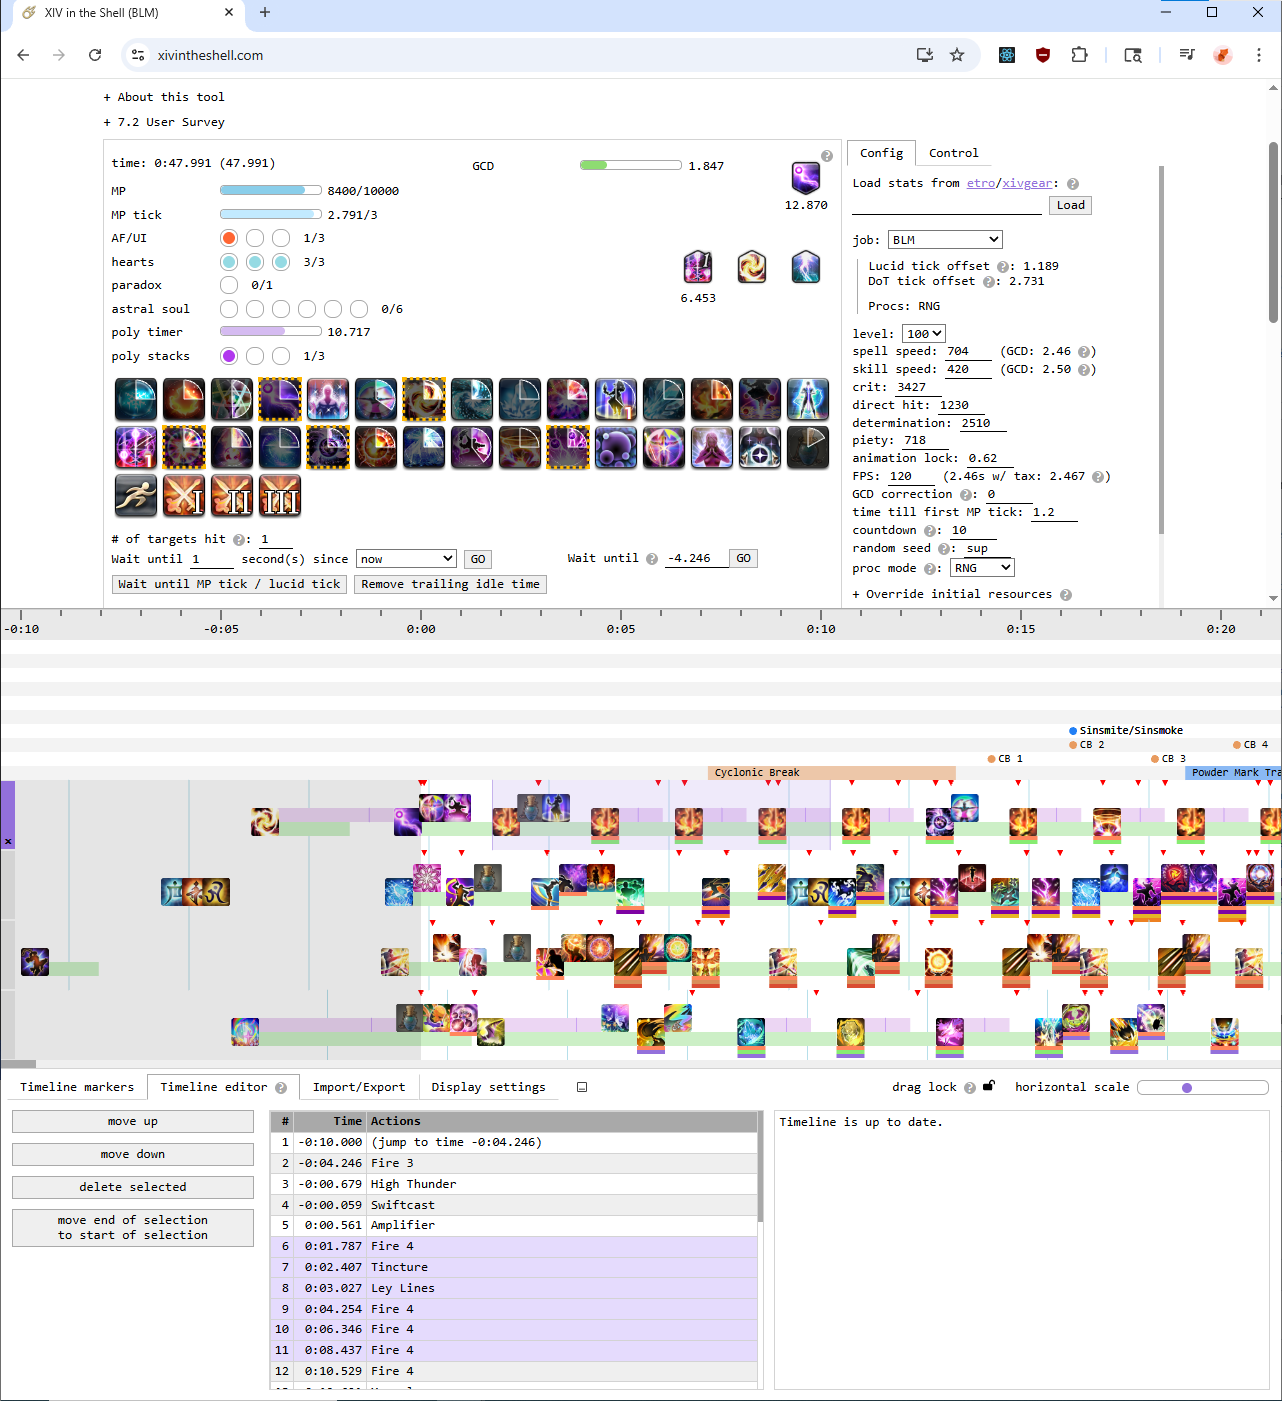 XIV in the Shell (BLM)
xivintheshell.com
+ About this tool
+ 7.2 User Survey
time: 0:47.991 (47.991)
GCD 1.847
12.870
MP 8400/10000
MP tick 2.791/3
AF/UI 1/3
hearts 3/3
paradox 0/1
astral soul 0/6
poly timer 10.717
poly stacks 1/3
6.453
# of targets hit ?: 1
Wait until 1 second(s) since now GO
Wait until ? -4.246 GO
Wait until MP tick / lucid tick
Remove trailing idle time
Config
Control
Load stats from etro/xivgear: ?
Load
job: BLM
Lucid tick offset ?: 1.189
DoT tick offset ?: 2.731
Procs: RNG
level: 100
spell speed: 704 (GCD: 2.46 ?)
skill speed: 420 (GCD: 2.50 ?)
crit: 3427
direct hit: 1230
determination: 2510
piety: 718
animation lock: 0.62
FPS: 120 (2.46s w/ tax: 2.467 ?)
GCD correction ?: 0
time till first MP tick: 1.2
countdown ?: 10
random seed ?: sup
proc mode ?: RNG
+ Override initial resources ?
-0:10 -0:05 0:00 0:05 0:10 0:15 0:20
Sinsmite/Sinsmoke
CB 2
CB 4
CB 1
CB 3
Cyclonic Break
Powder Mark Tra
Timeline markers
Timeline editor ?
Import/Export
Display settings
drag lock ?
horizontal scale
move up
move down
delete selected
move end of selection
to start of selection
# Time Actions
1 -0:10.000 (jump to time -0:04.246)
2 -0:04.246 Fire 3
3 -0:00.679 High Thunder
4 -0:00.059 Swiftcast
5 0:00.561 Amplifier
6 0:01.787 Fire 4
7 0:02.407 Tincture
8 0:03.027 Ley Lines
9 0:04.254 Fire 4
10 0:06.346 Fire 4
11 0:08.437 Fire 4
12 0:10.529 Fire 4
Timeline is up to date.